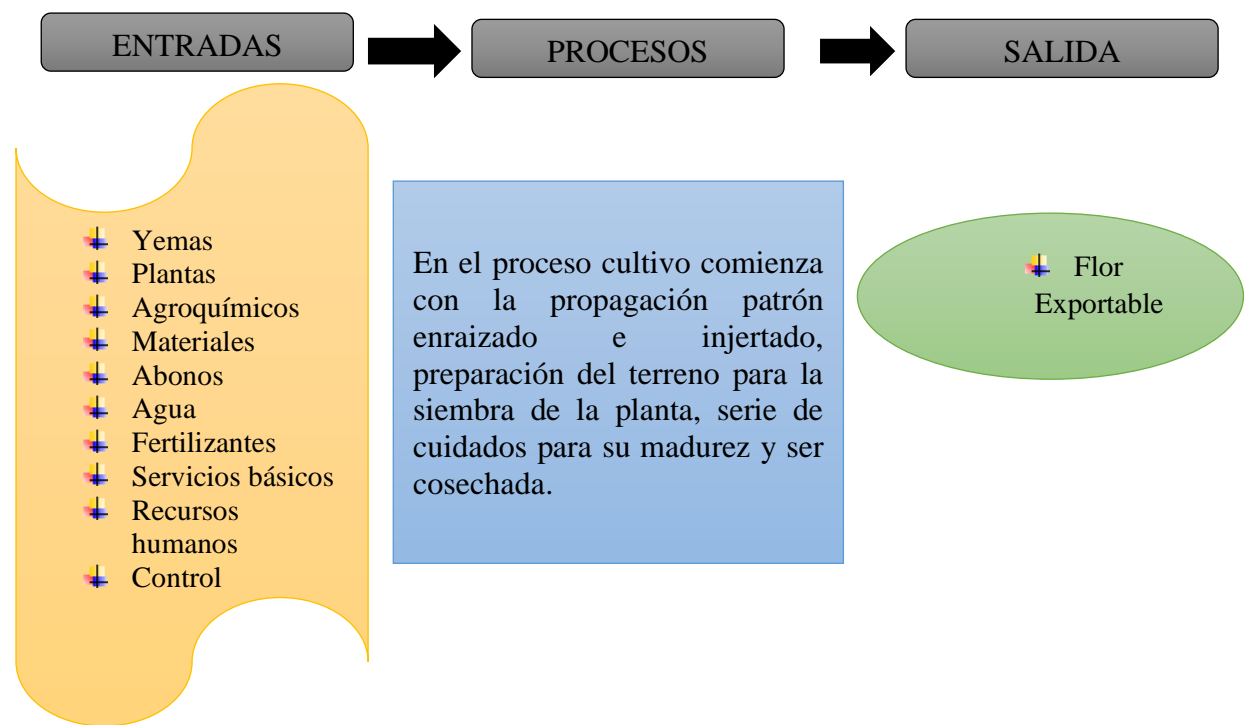 ENTRADAS
PROCESOS
SALIDA
Yemas
Plantas
Agroquímicos
Materiales
Abonos
Agua
Fertilizantes
Servicios básicos
Recursos
humanos
Control
En el proceso cultivo comienza
con la propagación patrón
enraizado e injertado,
preparación del terreno para la
siembra de la planta, serie de
cuidados para su madurez y ser
cosechada.
Flor
Exportable